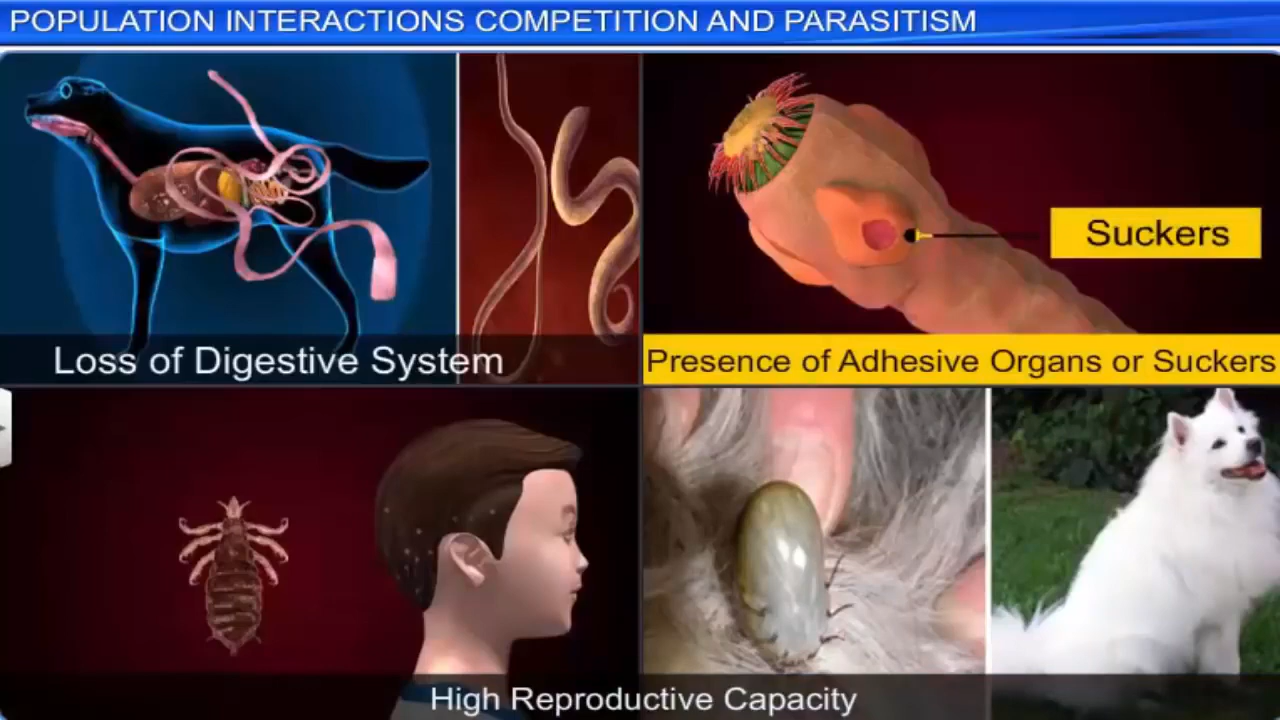 POPULATION INTERACTIONS COMPETITION AND PARASITISM
Suckers
Loss of Digestive System
Presence of Adhesive Organs or Suckers
High Reproductive Capacity